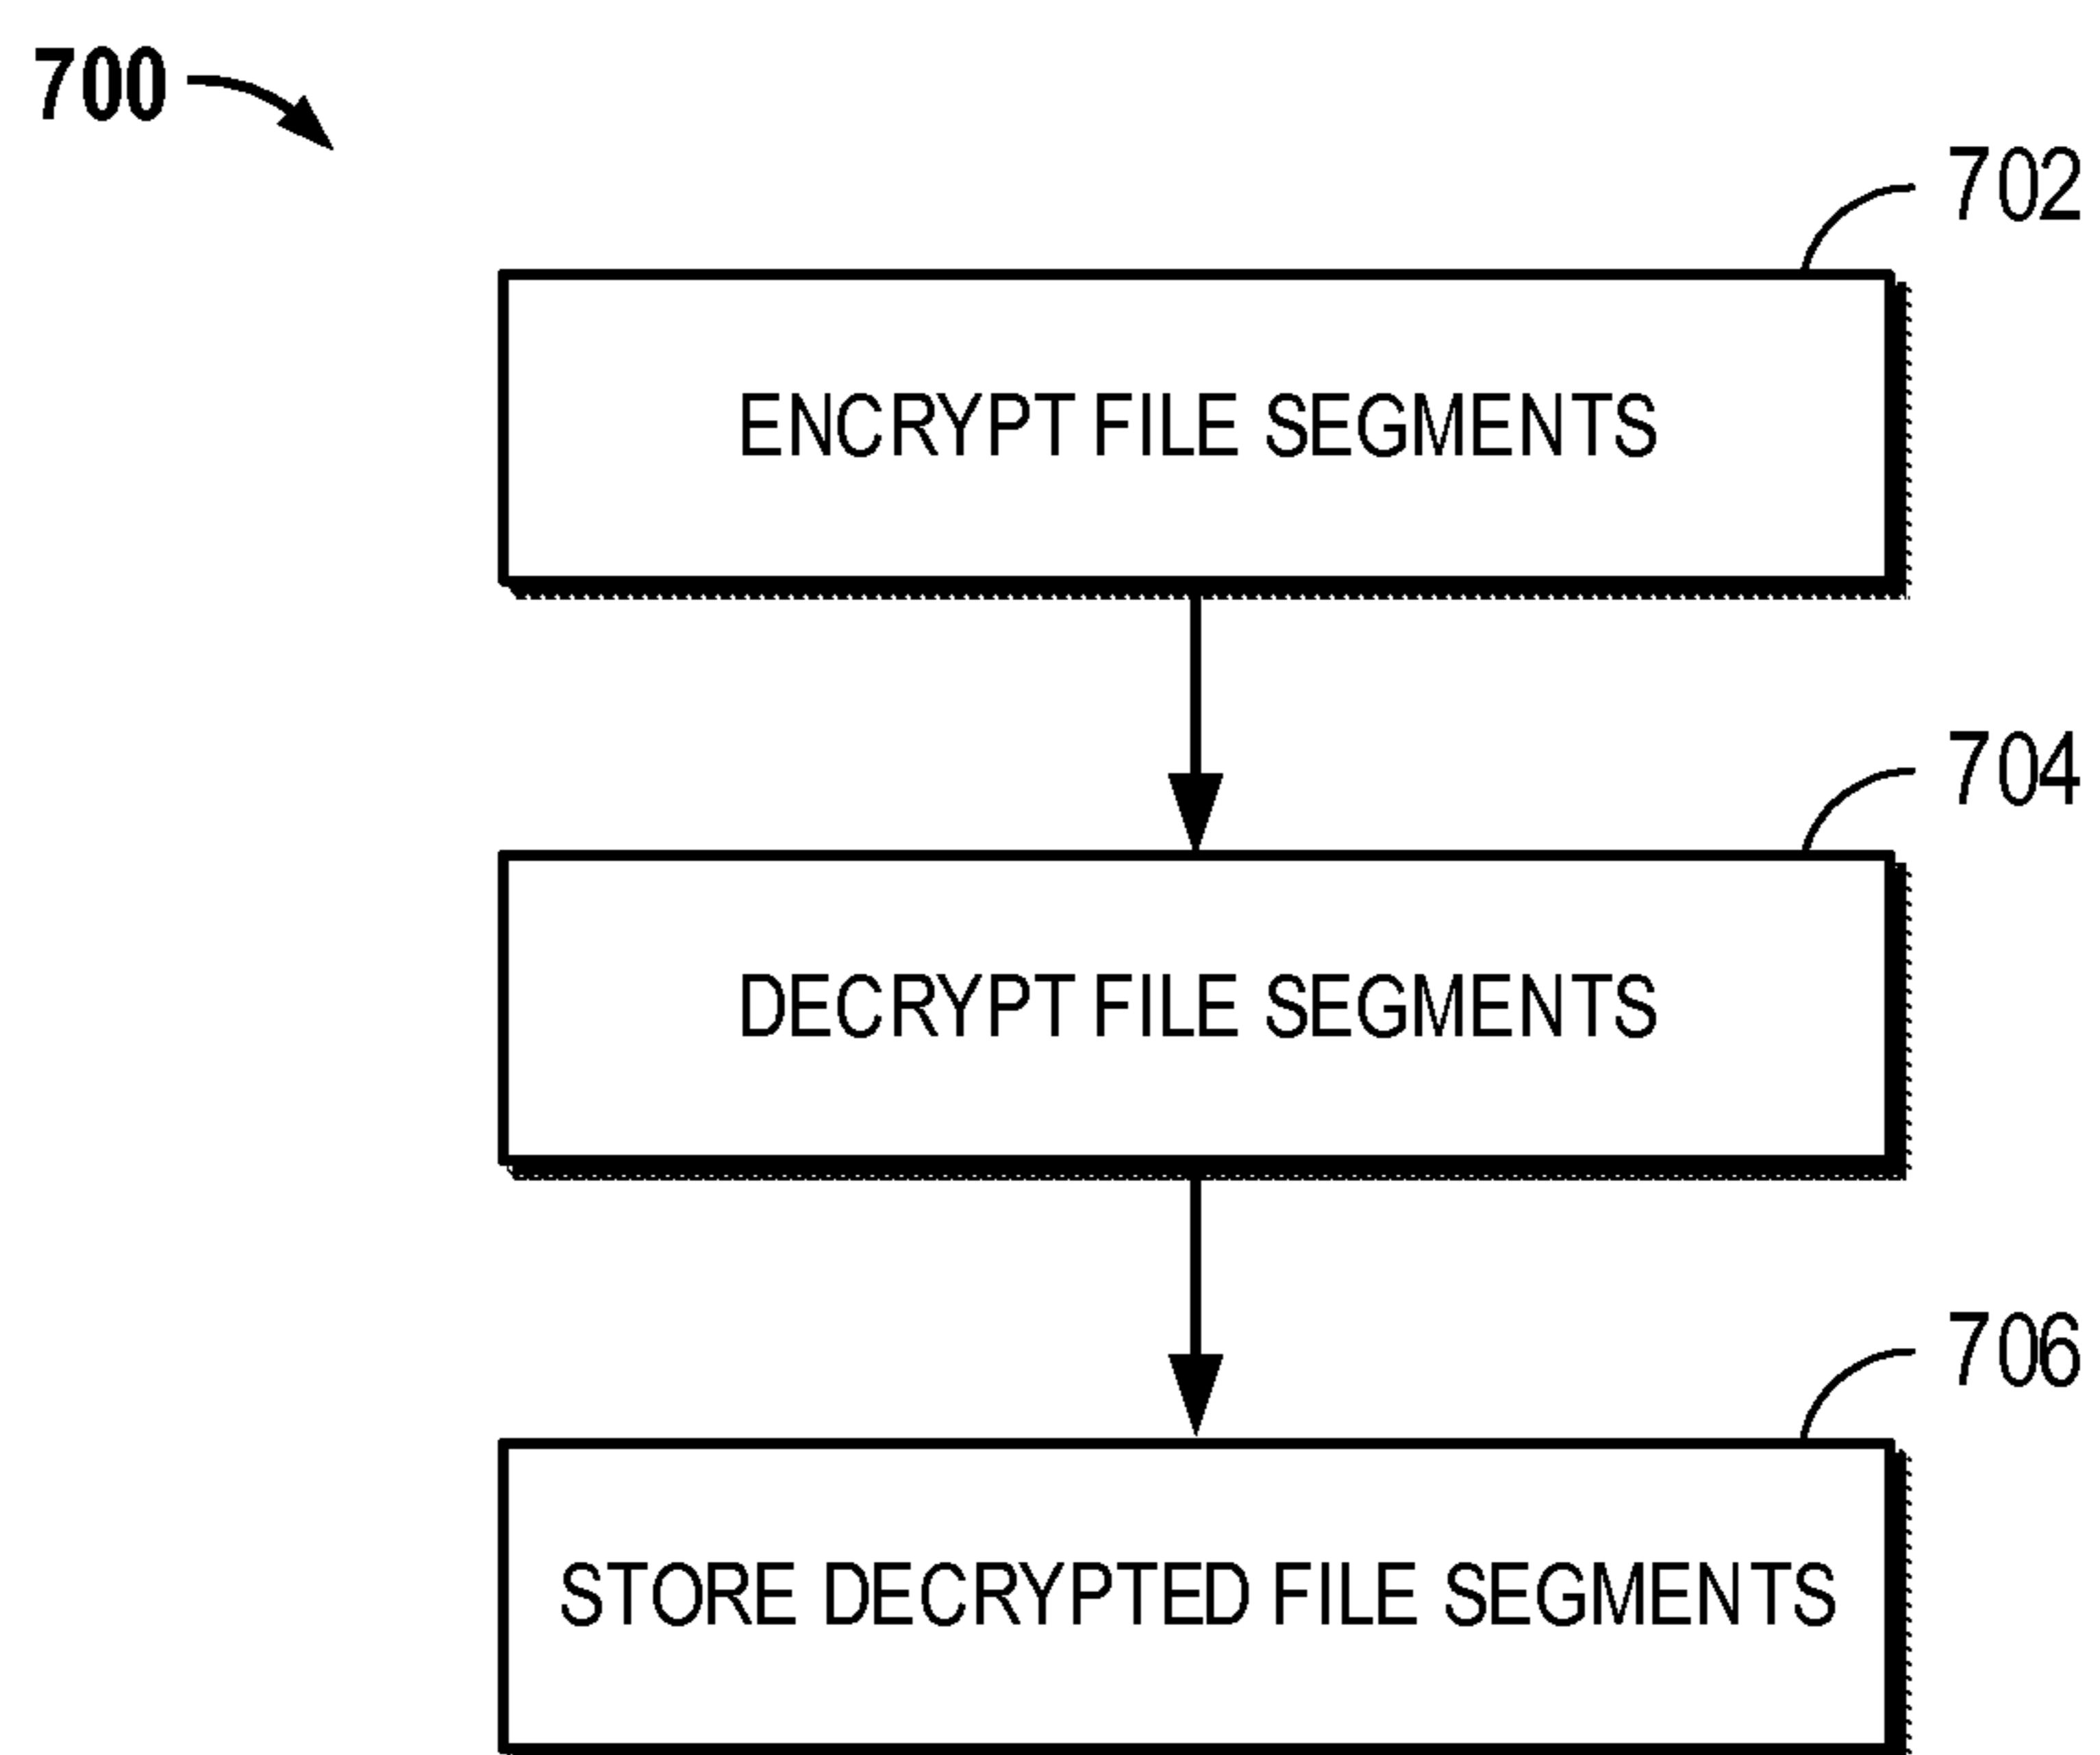 700
702
ENCRYPT FILE SEGMENTS
704
DECRYPT FILE SEGMENTS
706
STORE DECRYPTED FILE SEGMENTS